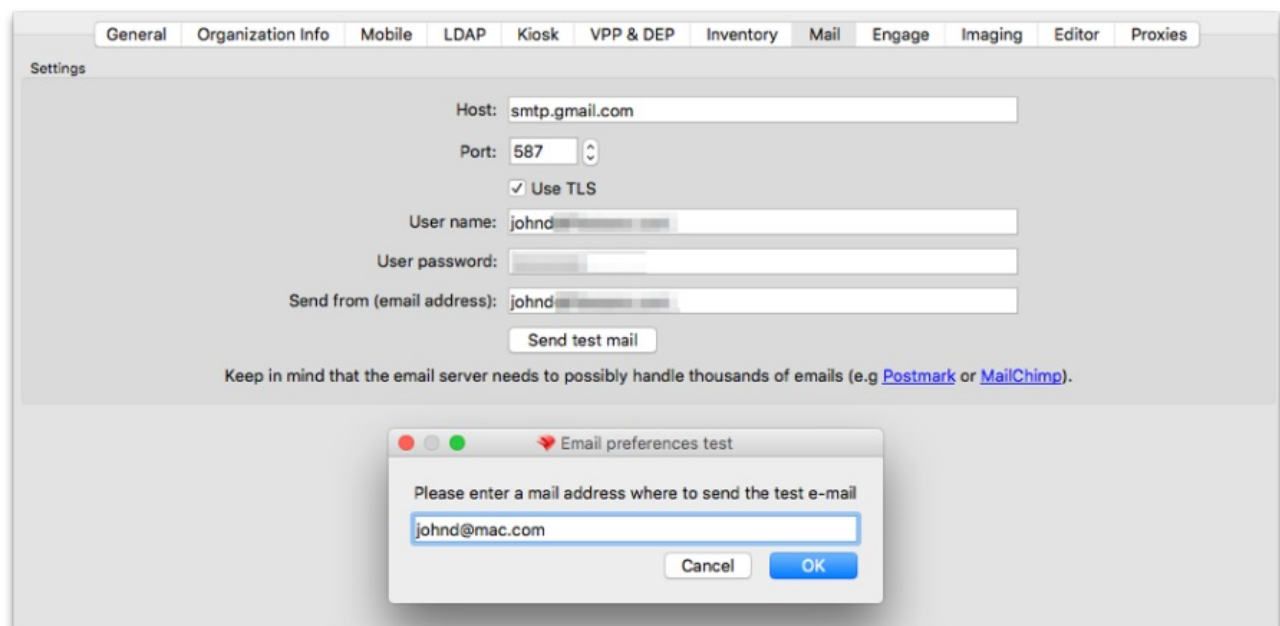 General Organization Info Mobile LDAP Kiosk VPP & DEP Inventory Mail Engage Imaging Editor Proxies
Settings
Host: smtp.gmail.com
Port: 587
Use TLS
User name: johnd
User password:
Send from (email address): johnd
Send test mail
Keep in mind that the email server needs to possibly handle thousands of emails (e.g Postmark or MailChimp).
Email preferences test
Please enter a mail address where to send the test e-mail
johnd@mac.com
Cancel OK